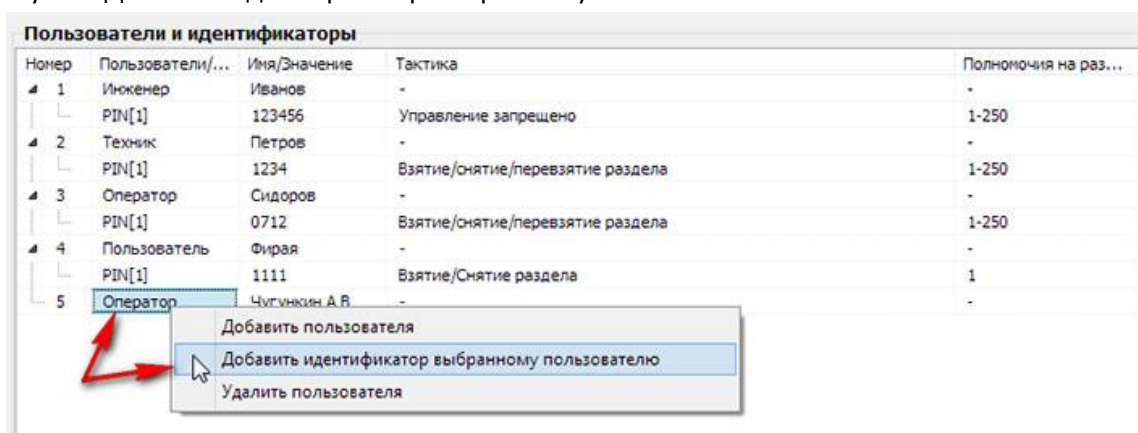 Пользователи и идентификаторы
Номер Пользователи/... Имя/Значение Тактика Полномочия на раз...
1 Инженер Иванов - -
PIN[1] 123456 Управление запрещено 1-250
2 Техник Петров - -
PIN[1] 1234 Взятие/снятие/перевзятие раздела 1-250
3 Оператор Сидоров - -
PIN[1] 0712 Взятие/снятие/перевзятие раздела 1-250
4 Пользователь Фирая - -
PIN[1] 1111 Взятие/Снятие раздела 1
5 Оператор Чугункин А.В. - -
Добавить пользователя
Добавить идентификатор выбранному пользователю
Удалить пользователя